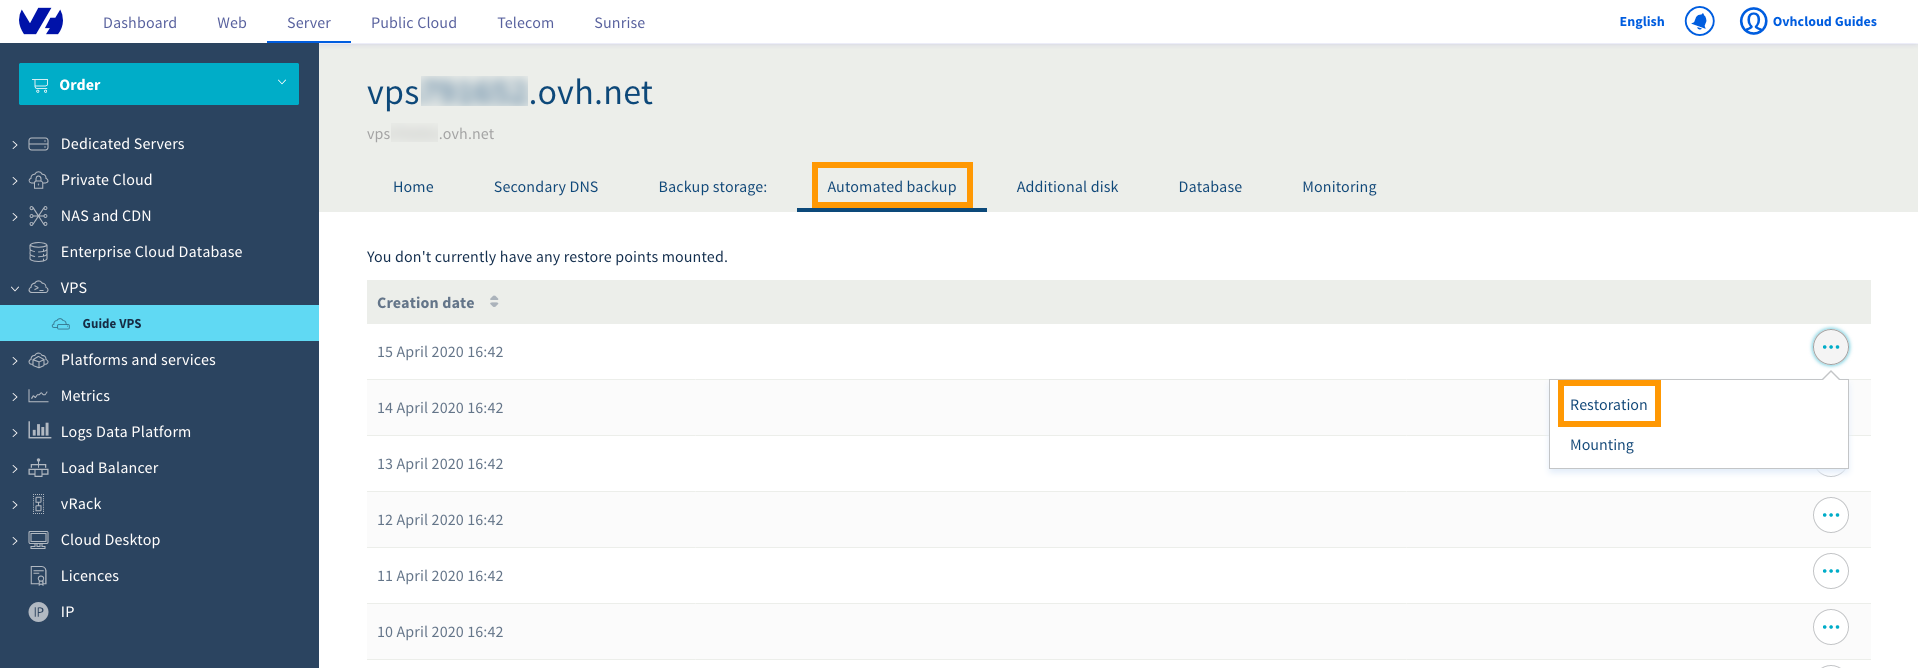 Dashboard Web Server Public Cloud Telecom Sunrise English Ovhcloud Guides
Order
Dedicated Servers
Private Cloud
NAS and CDN
Enterprise Cloud Database
VPS
Guide VPS
Platforms and services
Metrics
Logs Data Platform
Load Balancer
vRack
Cloud Desktop
Licences
IP IP
vps .ovh.net
vps .ovh.net
Home Secondary DNS Backup storage: Automated backup Additional disk Database Monitoring
You don't currently have any restore points mounted.
Creation date
15 April 2020 16:42
14 April 2020 16:42
13 April 2020 16:42
12 April 2020 16:42
11 April 2020 16:42
10 April 2020 16:42
Restoration
Mounting